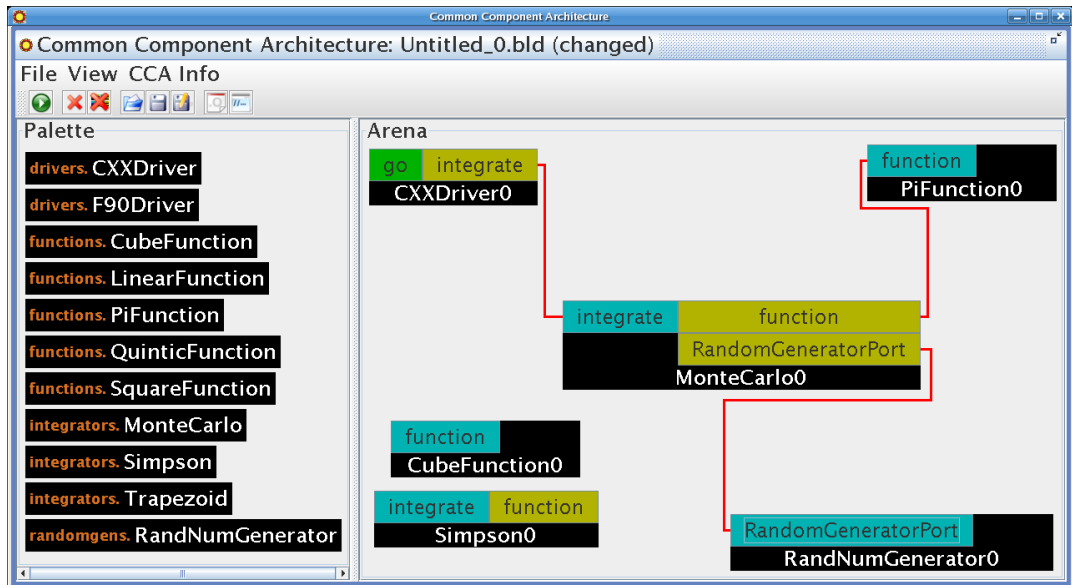 Common Component Architecture
Common Component Architecture: Untitled_0.bld (changed)
File View CCA Info
Palette
drivers. CXXDriver
drivers. F90Driver
functions. CubeFunction
functions. LinearFunction
functions. PiFunction
functions. QuinticFunction
functions. SquareFunction
integrators. MonteCarlo
integrators. Simpson
integrators. Trapezoid
randomgens. RandNumGenerator
Arena
go integrate
CXXDriver0
function
PiFunction0
integrate function
RandomGeneratorPort
MonteCarlo0
function
CubeFunction0
integrate function
Simpson0
RandomGeneratorPort
RandNumGenerator0